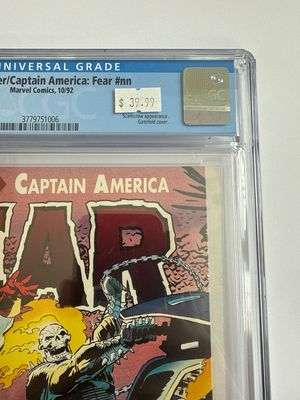 UNIVERSAL GRADE
er/Captain America: Fear #nn
Marvel Comics, 10/92
$ 39.99
CGC
3779751006
Scarecrow appearance.
Gatefold cover.
CAPTAIN AMERICA
EAR